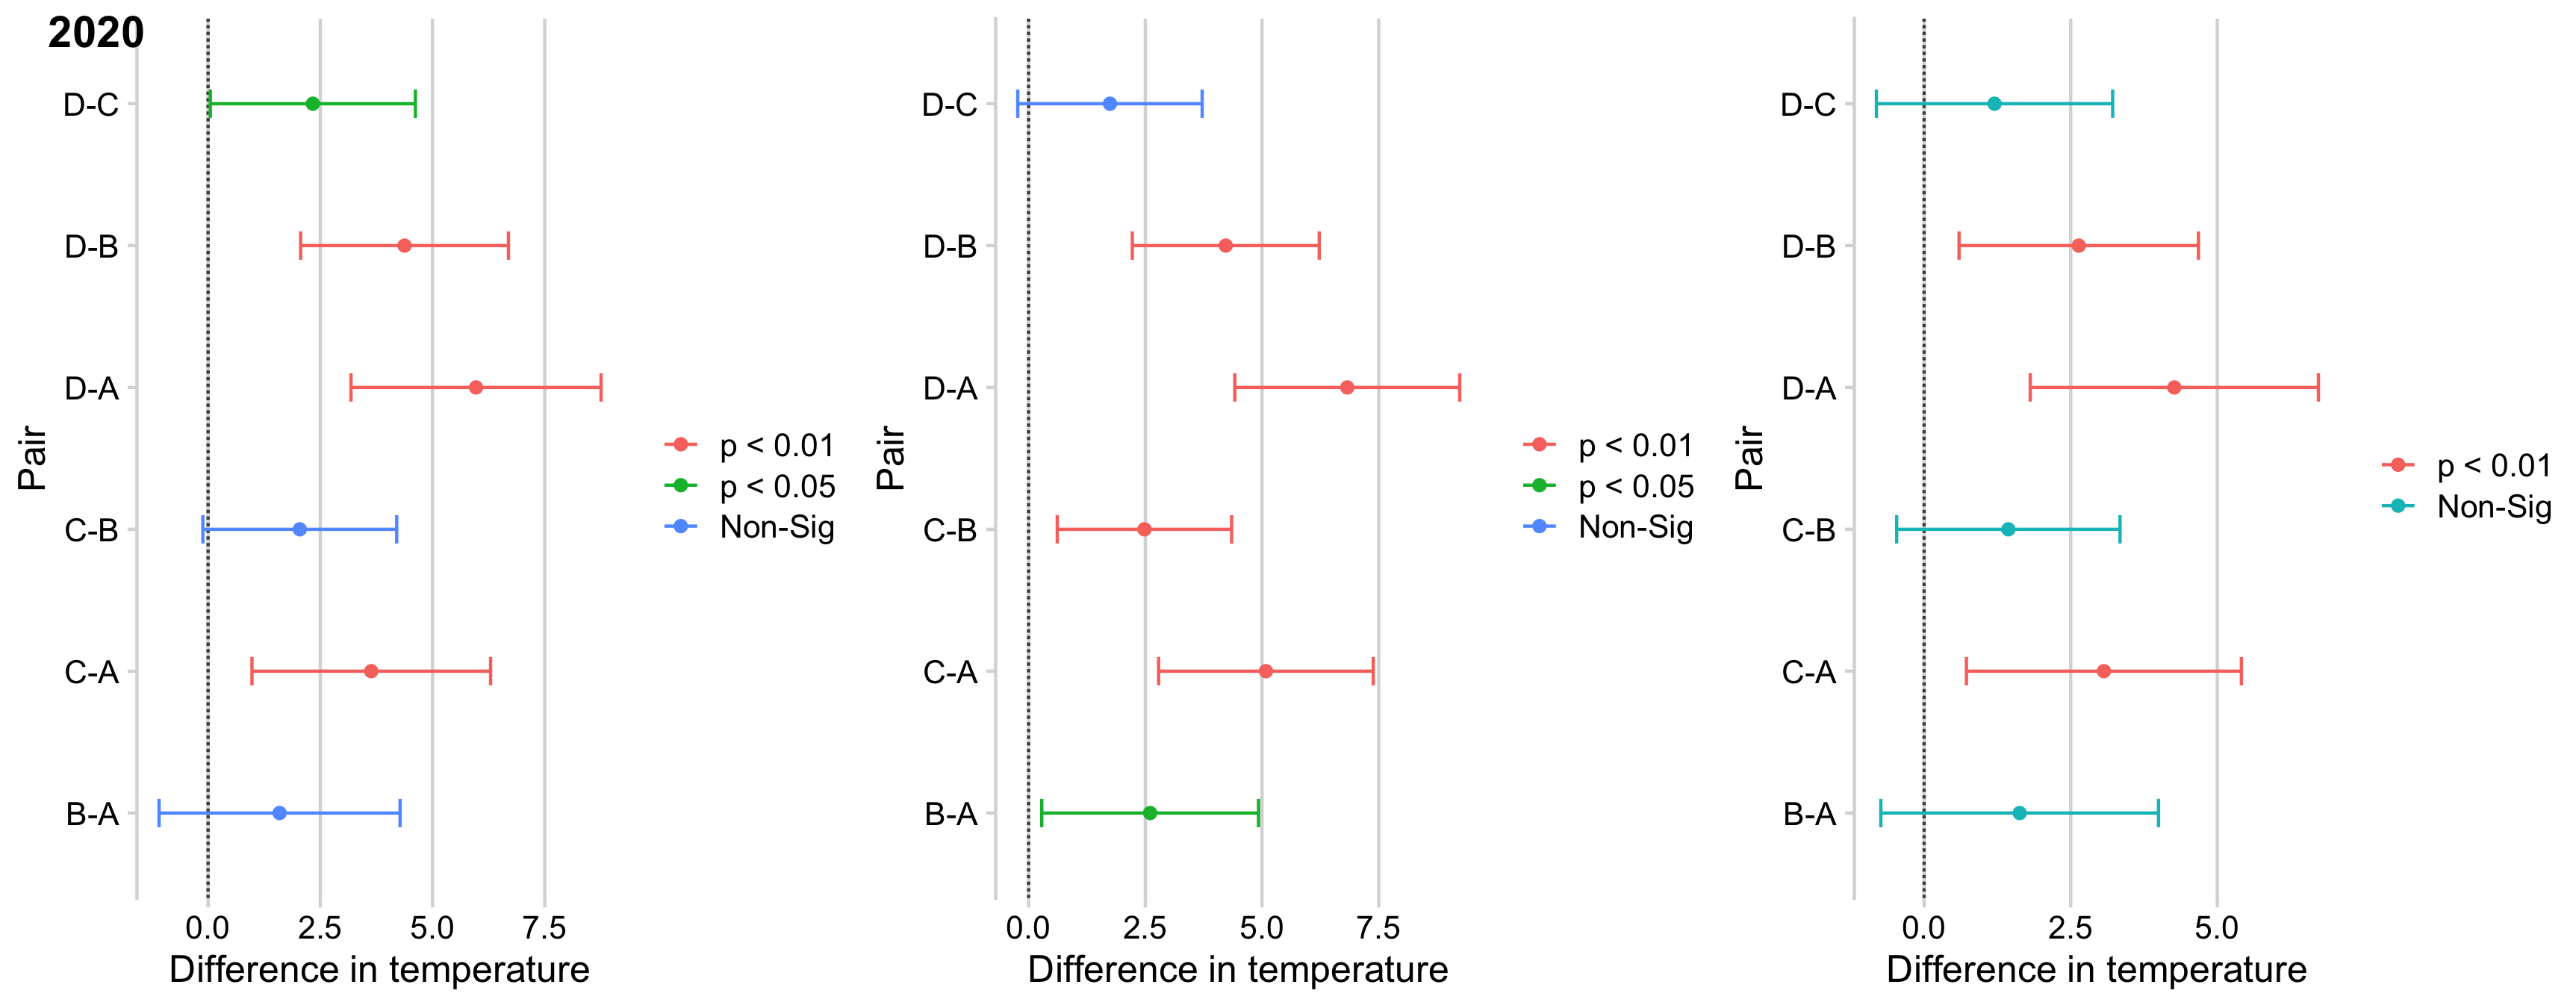 2020
Pair
D-C
D-B
D-A
C-B
C-A
B-A
0.0 2.5 5.0 7.5
Difference in temperature
p < 0.01
p < 0.05
Non-Sig
Pair
D-C
D-B
D-A
C-B
C-A
B-A
0.0 2.5 5.0 7.5
Difference in temperature
p < 0.01
p < 0.05
Non-Sig
Pair
D-C
D-B
D-A
C-B
C-A
B-A
0.0 2.5 5.0
Difference in temperature
p < 0.01
Non-Sig